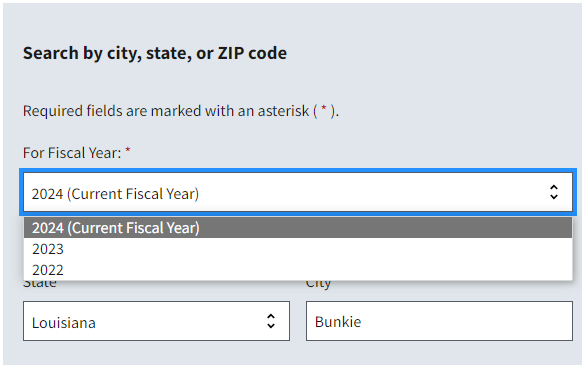 Search by city, state, or ZIP code
Required fields are marked with an asterisk ( * ).
For Fiscal Year: *
2024 (Current Fiscal Year)
2024 (Current Fiscal Year)
2023
2022
State City
Louisiana Bunkie